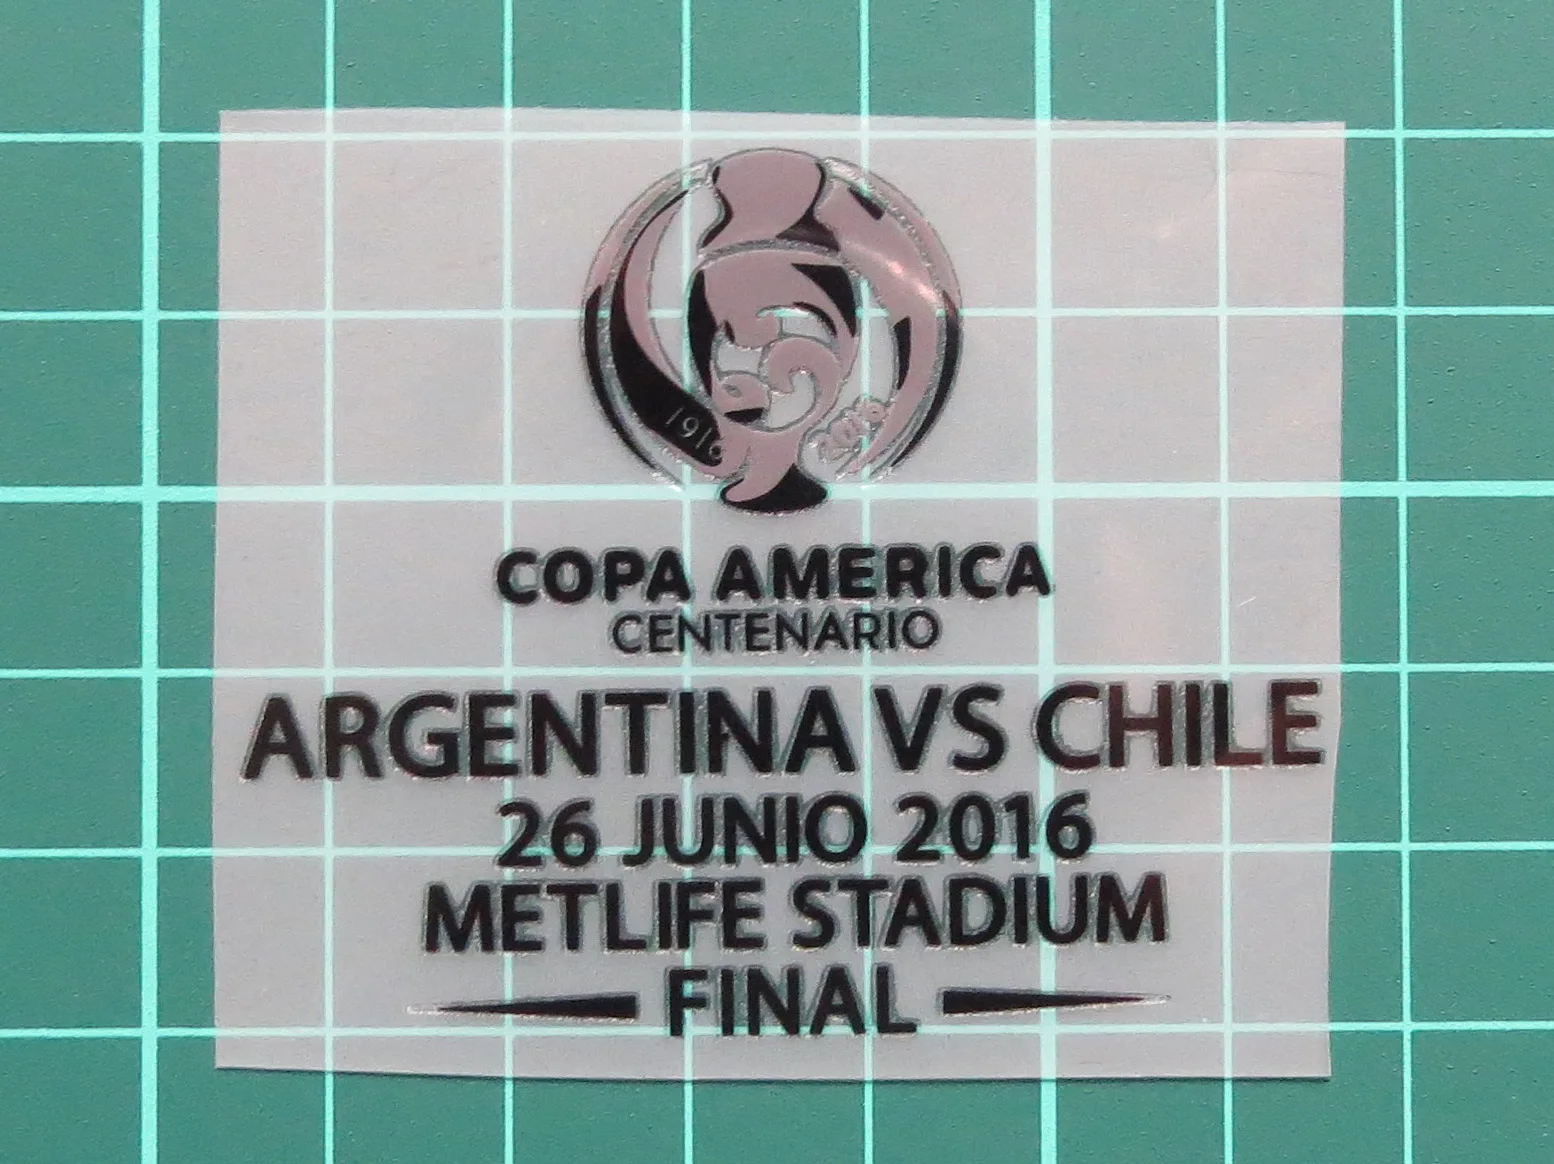 1916 2016
COPA AMERICA
CENTENARIO
ARGENTINA VS CHILE
26 JUNIO 2016
METLIFE STADIUM
FINAL